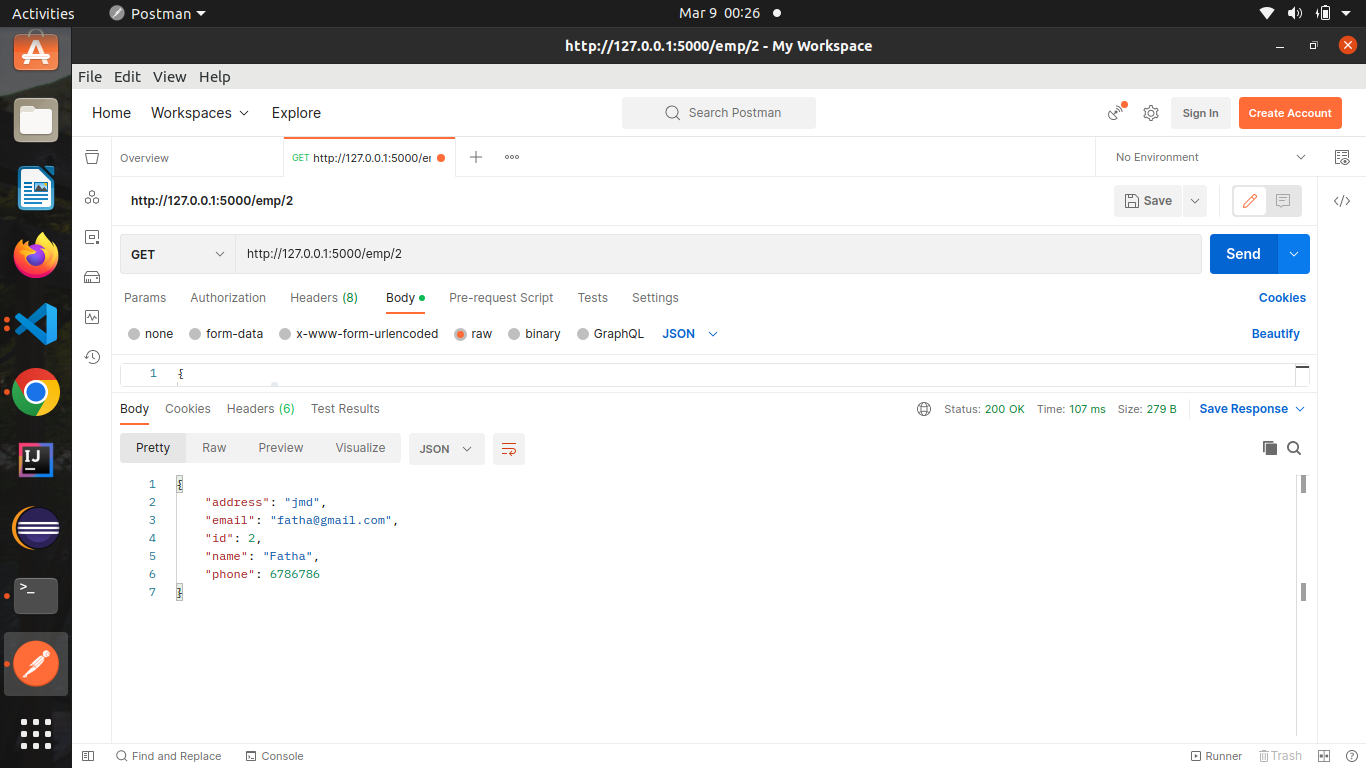 Activities Postman Mar 9 00:26
http://127.0.0.1:5000/emp/2 - My Workspace
File Edit View Help
Home Workspaces Explore Search Postman Sign In Create Account
Overview GET http://127.0.0.1:5000/er No Environment
http://127.0.0.1:5000/emp/2 Save
GET http://127.0.0.1:5000/emp/2 Send
Params Authorization Headers (8) Body Pre-request Script Tests Settings Cookies
none form-data x-www-form-urlencoded raw binary GraphQL JSON Beautify
1 {
Body Cookies Headers (6) Test Results Status: 200 OK Time: 107 ms Size: 279 B Save Response
Pretty Raw Preview Visualize JSON
1 {
2 "address": "jmd",
3 "email": "fatha@gmail.com",
4 "id": 2,
5 "name": "Fatha",
6 "phone": 6786786
7 }
Find and Replace Console Runner Trash